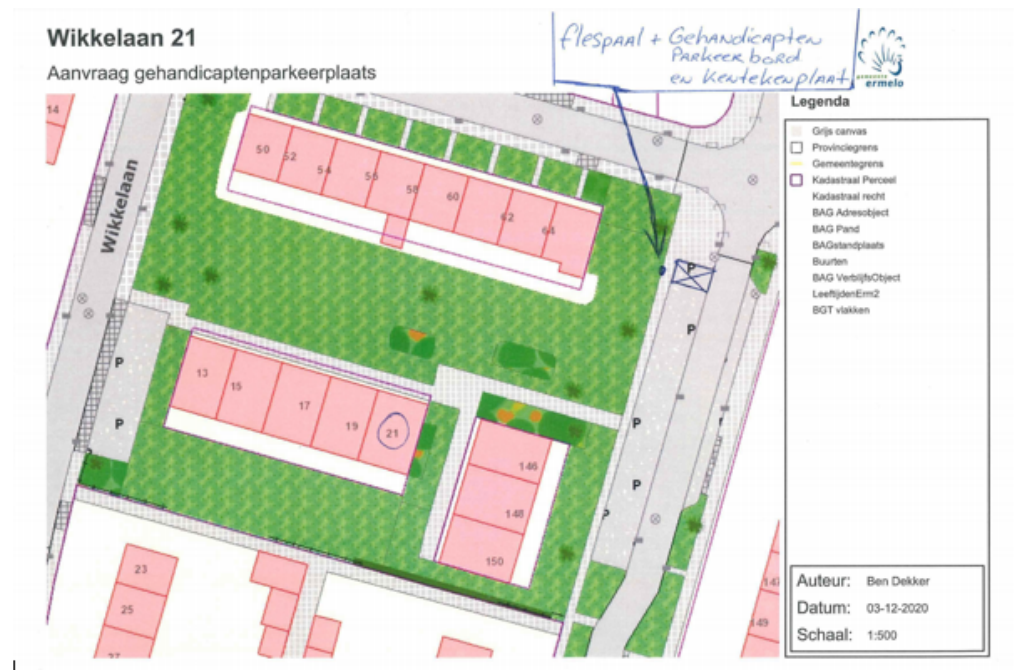 Wikkelaan 21
Aanvraag gehandicaptenparkeerplaats
flespaal + Gehandicapten
Parkeerbord
en Kentekenplaat
gemeente
ermelo
Legenda
Grijs canvas
Provinciegrens
Gemeentegrens
Kadastraal Perceel
Kadastraal recht
BAG Adresobject
BAG Pand
BAGstandplaats
Buurten
BAG VerblijfsObject
LeeftijdenErm2
BGT vlakken
14
Wikkelaan
50
52
54
56
58
60
62
64
P
P
P
P
P
P
P
13
15
17
19
21
146
148
150
23
25
27
147
149
Auteur: Ben Dekker
Datum: 03-12-2020
Schaal: 1:500